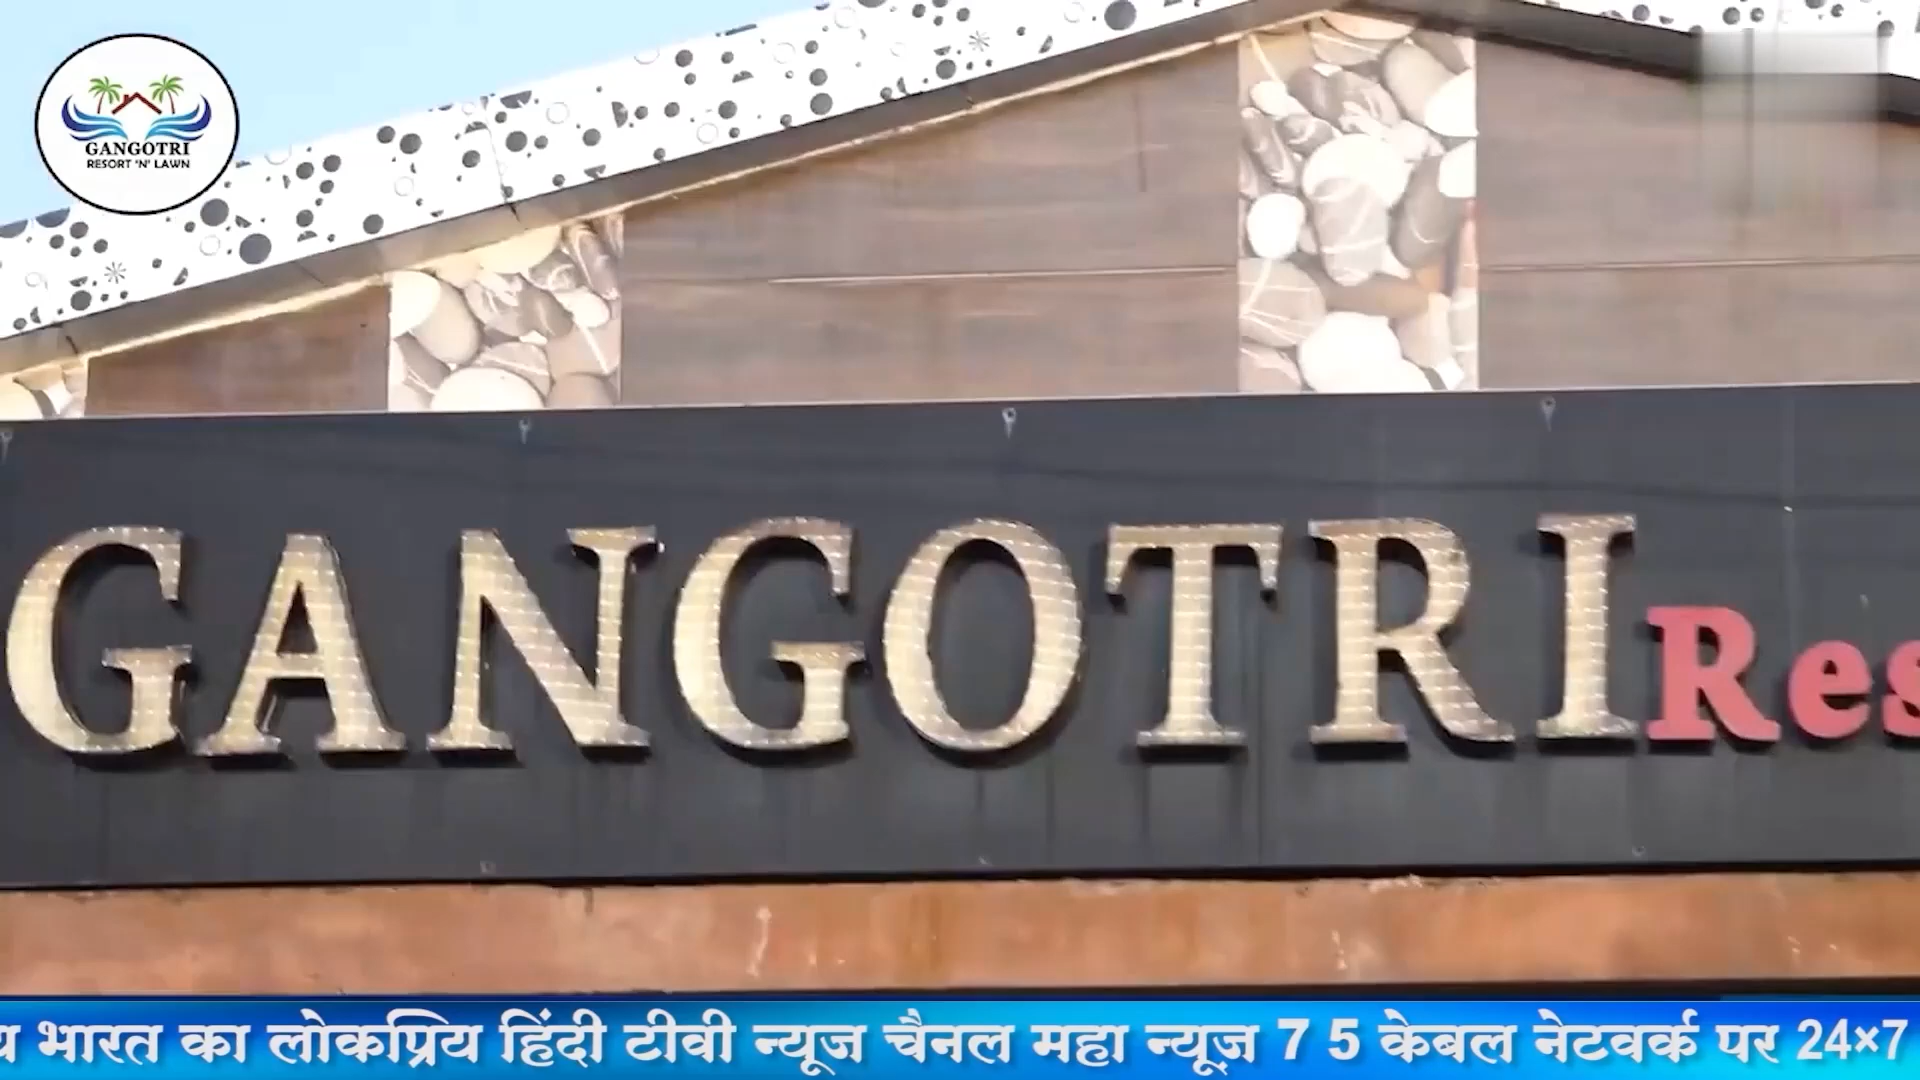 GANGOTRI
RESORT 'N' LAWN
GANGOTRI Res
भारत का लोकप्रिय हिंदी टीवी न्यूज चैनल महा न्यूज़ 7 5 केबल नेटवर्क पर 24×7